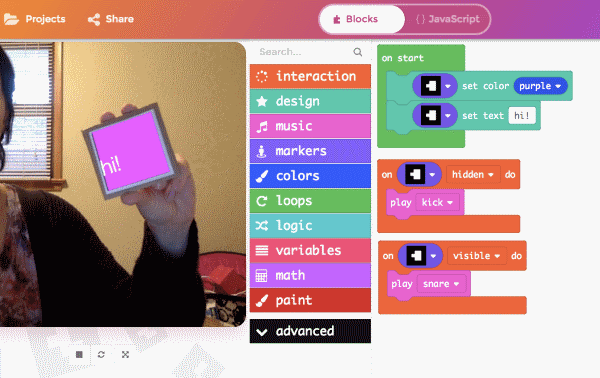 Projects
Share
Blocks
{ } JavaScript
Search...
hi!
interaction
design
music
markers
colors
loops
logic
variables
math
paint
advanced
on start
set color purple
set text hi!
on hidden do
play kick
on visible do
play snare